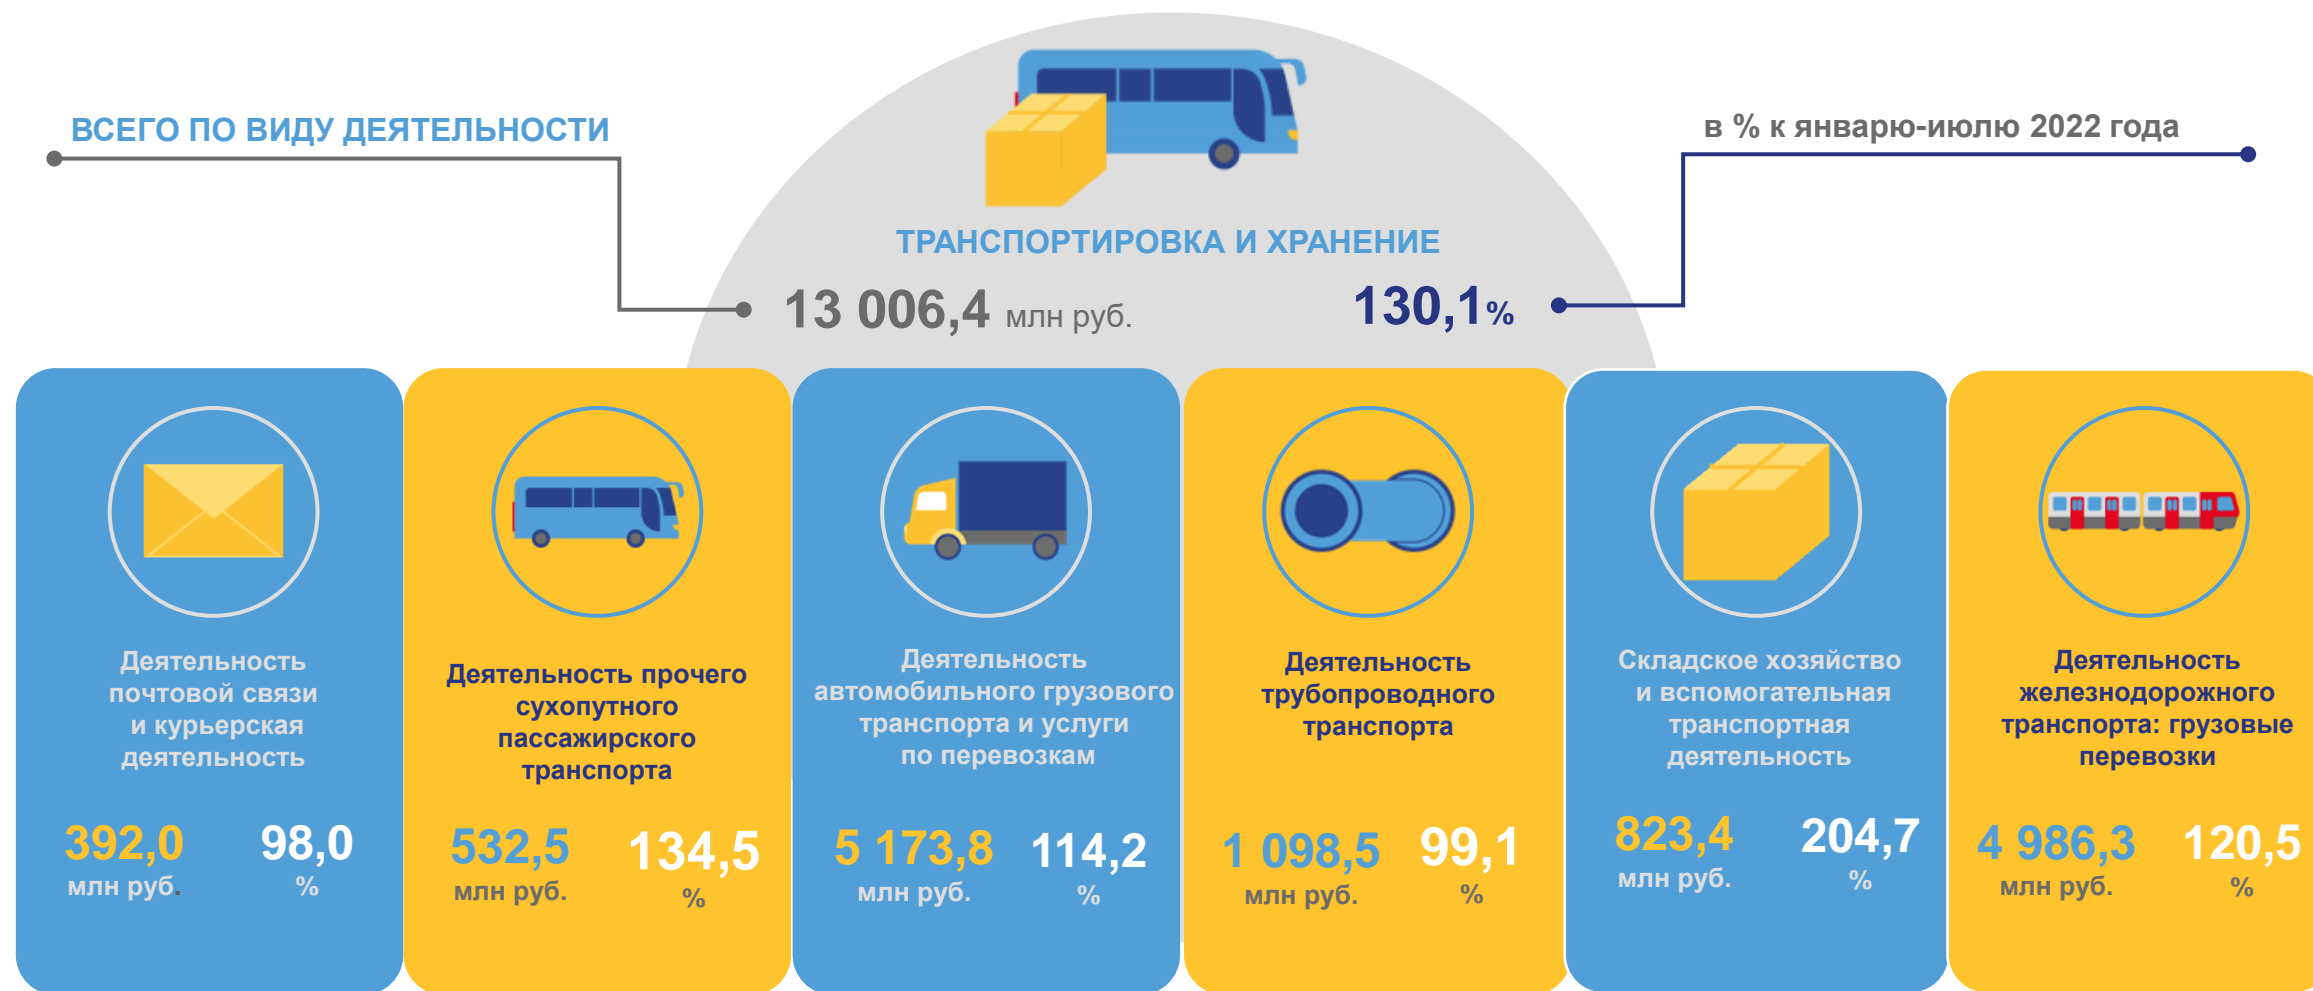 ВСЕГО ПО ВИДУ ДЕЯТЕЛЬНОСТИ
в % к январю-июлю 2022 года
ТРАНСПОРТИРОВКА И ХРАНЕНИЕ
13 006,4 млн руб.
130,1%
Деятельность
почтовой связи
и курьерская
деятельность
392,0
млн руб.
98,0
%
Деятельность прочего
сухопутного
пассажирского
транспорта
532,5
млн руб.
134,5
%
Деятельность
автомобильного грузового
транспорта и услуги
по перевозкам
5 173,8
млн руб.
114,2
%
Деятельность
трубопроводного
транспорта
1 098,5
млн руб.
99,1
%
Складское хозяйство
и вспомогательная
транспортная
деятельность
823,4
млн руб.
204,7
%
Деятельность
железнодорожного
транспорта: грузовые
перевозки
4 986,3
млн руб.
120,5
%